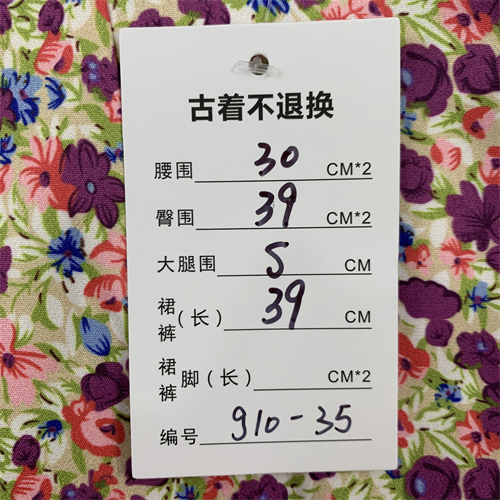 古着不退换
腰围 30 CM*2
臀围 39 CM*2
大腿围 S CM
裙裤(长) 39 CM
裙裤脚(长) CM*2
编号 910-35